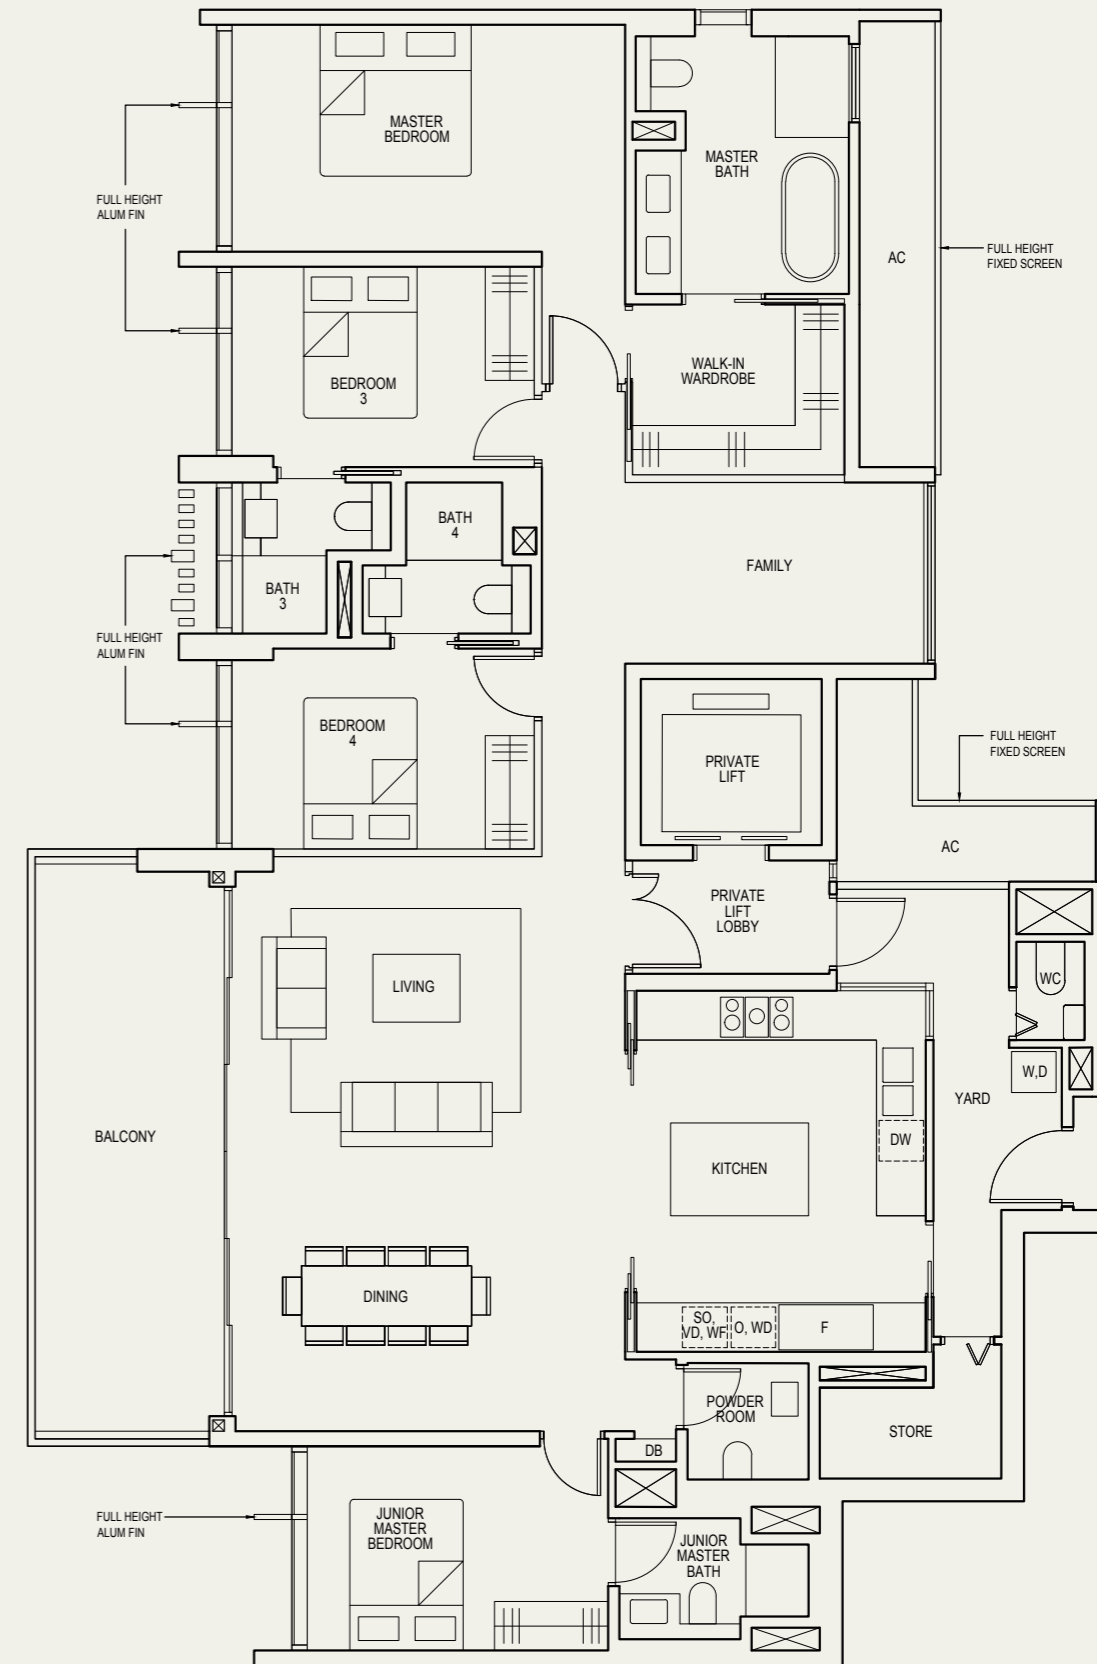 MASTER
BEDROOM
MASTER
BATH
FULL HEIGHT
ALUM FIN
AC
FULL HEIGHT
FIXED SCREEN
BEDROOM
3
WALK-IN
WARDROBE
BATH
4
BATH
3
FAMILY
FULL HEIGHT
ALUM FIN
BEDROOM
4
PRIVATE
LIFT
FULL HEIGHT
FIXED SCREEN
AC
PRIVATE
LIFT
LOBBY
LIVING
WC
W,D
YARD
BALCONY
DW
KITCHEN
DINING
SO,
VD, WF
O, WD
F
POWDER
ROOM
STORE
DB
FULL HEIGHT
ALUM FIN
JUNIOR
MASTER
BEDROOM
JUNIOR
MASTER
BATH